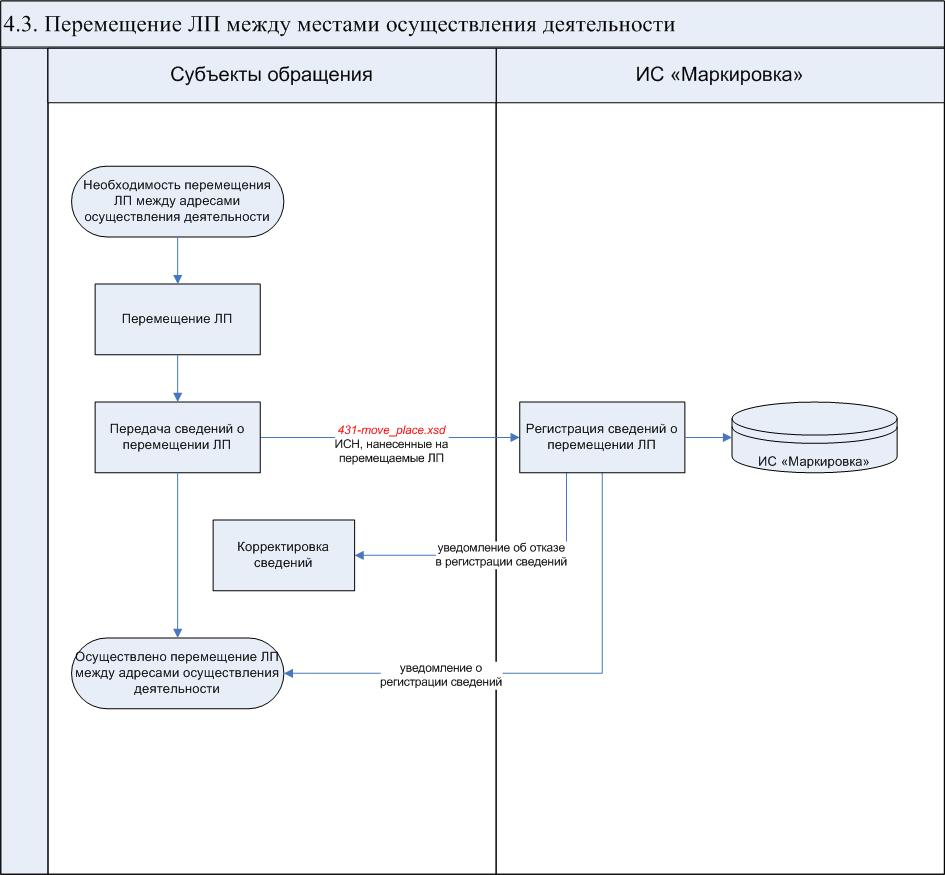 4.3. Перемещение ЛП между местами осуществления деятельности
Субъекты обращения
ИС «Маркировка»
Необходимость перемещения
ЛП между адресами
осуществления деятельности
Перемещение ЛП
Передача сведений о
перемещении ЛП
431-move_place.xsd
ИСН, нанесенные на
перемещаемые ЛП
Регистрация сведений о
перемещении ЛП
ИС «Маркировка»
Корректировка
сведений
уведомление об отказе
в регистрации сведений
Осуществлено перемещение ЛП
между адресами осуществления
деятельности
уведомление о
регистрации сведений